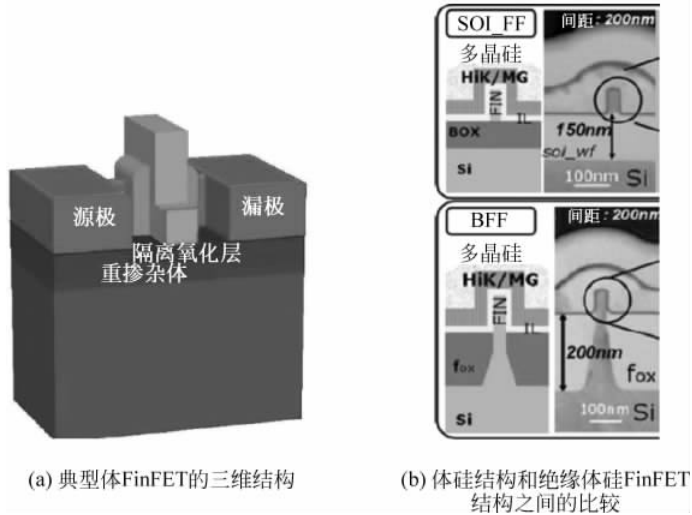 源极
漏极
隔离氧化层
重掺杂体
(a) 典型体FinFET的三维结构
SOI_FF
多晶硅
HiK/MG
FIN
IL
BOX
Si
间距: 200nm
150nm
soi_wf
100nm
Si
BFF
多晶硅
HiK/MG
FIN
IL
fox
Si
间距: 200nm
200nm
fox
100nm
Si
(b) 体硅结构和绝缘体硅FinFET
结构之间的比较